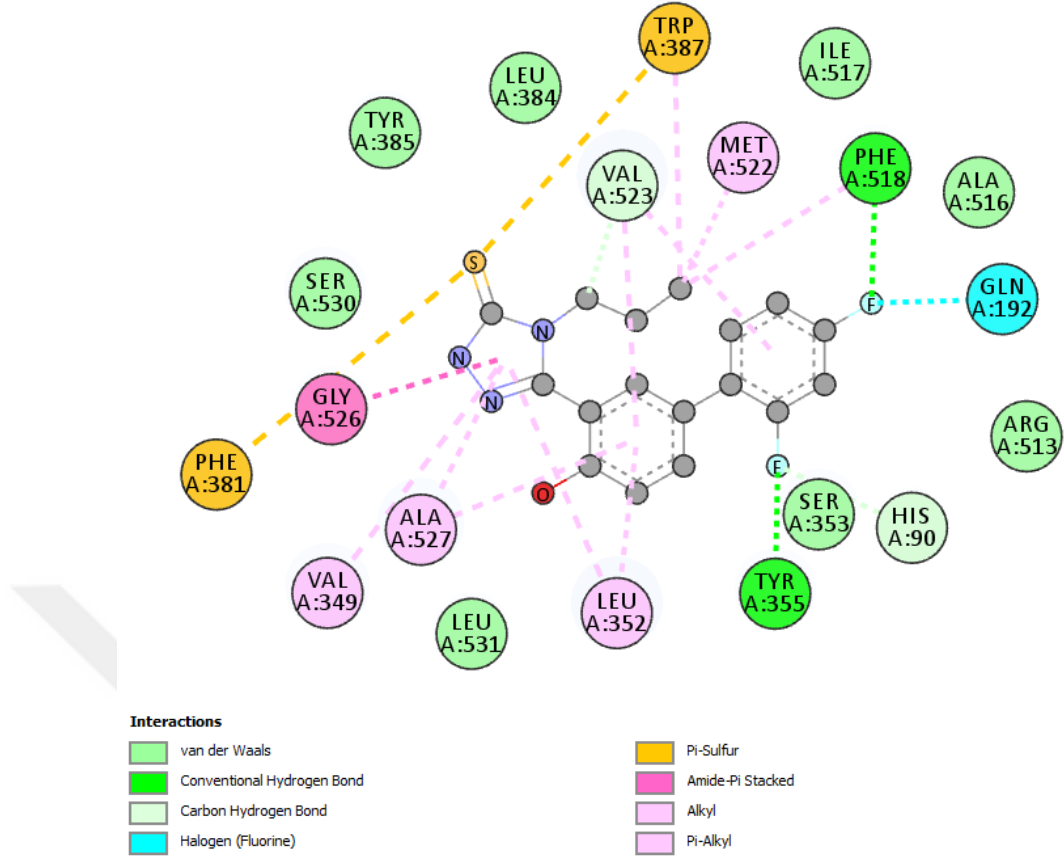 TRP
A:387
ILE
A:517
LEU
A:384
TYR
A:385
MET
A:522
PHE
A:518
VAL
A:523
ALA
A:516
S
SER
A:530
GLN
A:192
F
N
N
N
GLY
A:526
ARG
A:513
PHE
A:381
F
O
SER
A:353
HIS
A:90
ALA
A:527
VAL
A:349
TYR
A:355
LEU
A:352
LEU
A:531
Interactions
van der Waals
Conventional Hydrogen Bond
Carbon Hydrogen Bond
Halogen (Fluorine)
Pi-Sulfur
Amide-Pi Stacked
Alkyl
Pi-Alkyl